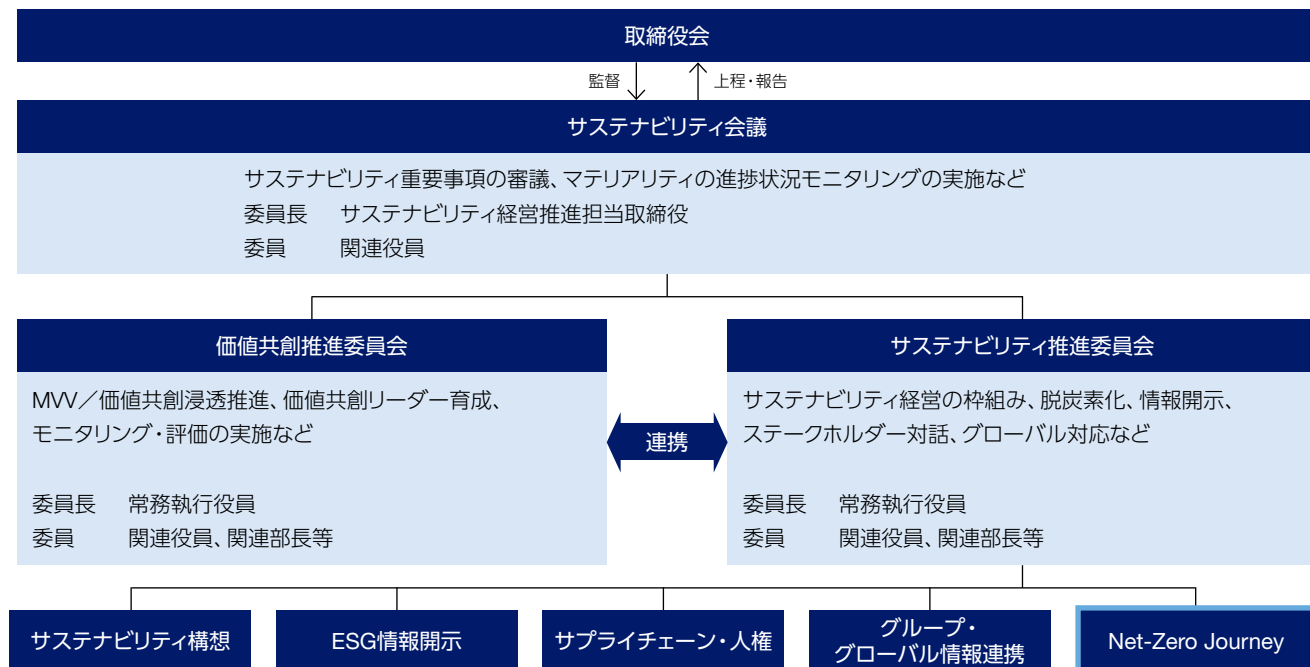 取締役会
監督
上程・報告
サステナビリティ会議
サステナビリティ重要事項の審議、マテリアリティの進捗状況モニタリングの実施など
委員長 サステナビリティ経営推進担当取締役
委員 関連役員
価値共創推進委員会
MVV／価値共創浸透推進、価値共創リーダー育成、
モニタリング・評価の実施など
委員長 常務執行役員
委員 関連役員、関連部長等
連携
サステナビリティ推進委員会
サステナビリティ経営の枠組み、脱炭素化、情報開示、
ステークホルダー対話、グローバル対応など
委員長 常務執行役員
委員 関連役員、関連部長等
サステナビリティ構想
ESG情報開示
サプライチェーン・人権
グループ・
グローバル情報連携
Net-Zero Journey